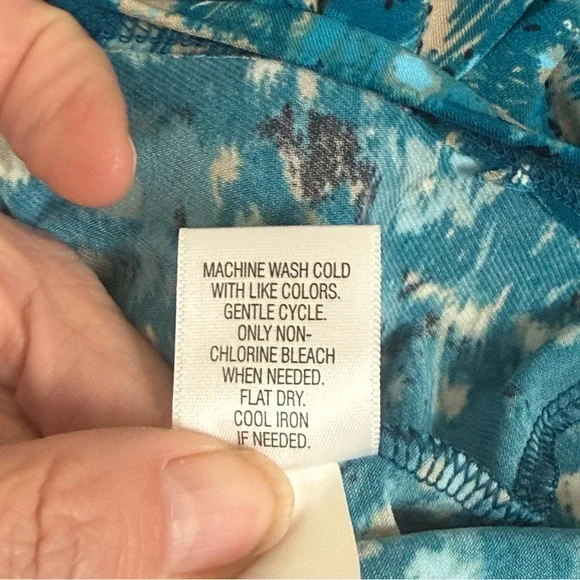 MACHINE WASH COLD
WITH LIKE COLORS.
GENTLE CYCLE.
ONLY NON-
CHLORINE BLEACH
WHEN NEEDED.
FLAT DRY.
COOL IRON
IF NEEDED.